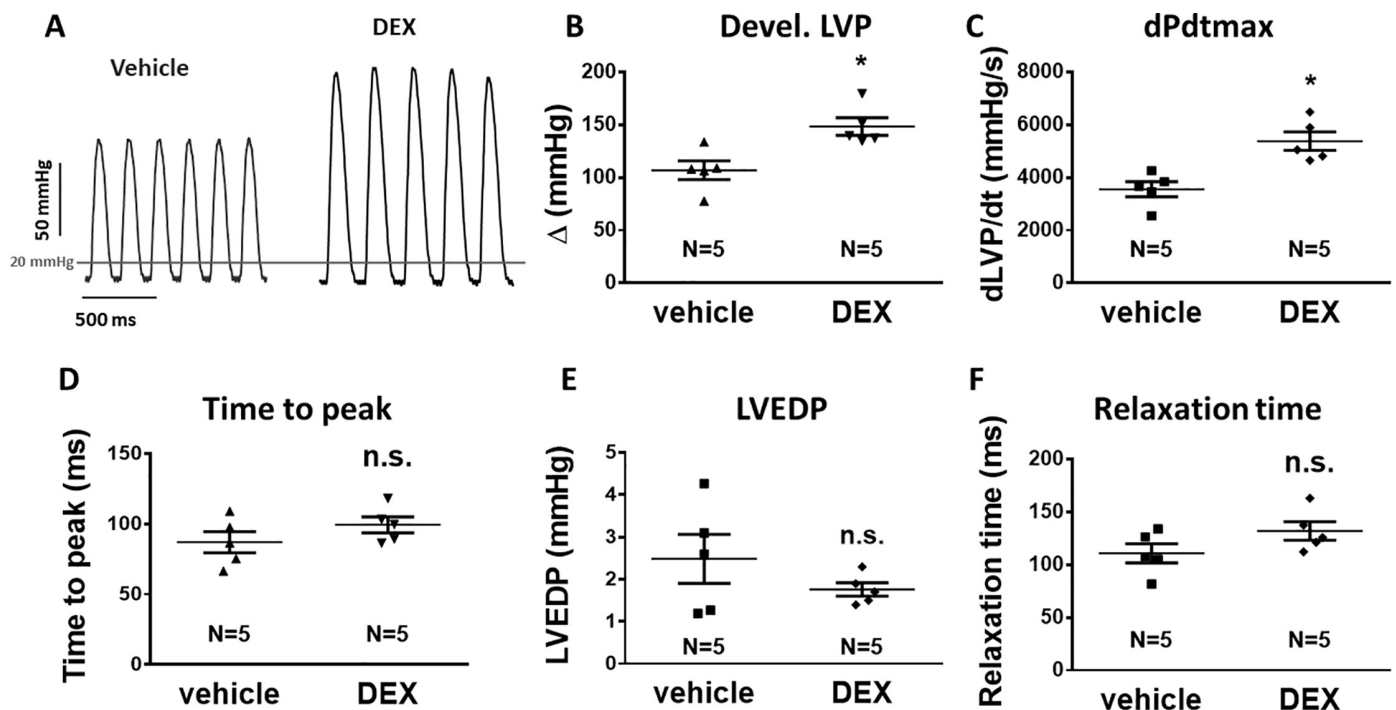 A
Vehicle
DEX
50 mmHg
20 mmHg
500 ms
B
Devel. LVP
Δ (mmHg)
200
150
100
50
0
*
N=5
N=5
vehicle
DEX
C
dPdtmax
dLVP/dt (mmHg/s)
8000
6000
4000
2000
0
*
N=5
N=5
vehicle
DEX
D
Time to peak
Time to peak (ms)
150
100
50
0
n.s.
N=5
N=5
vehicle
DEX
E
LVEDP
LVEDP (mmHg)
5
4
3
2
1
0
n.s.
N=5
N=5
vehicle
DEX
F
Relaxation time
Relaxation time (ms)
200
150
100
50
0
n.s.
N=5
N=5
vehicle
DEX